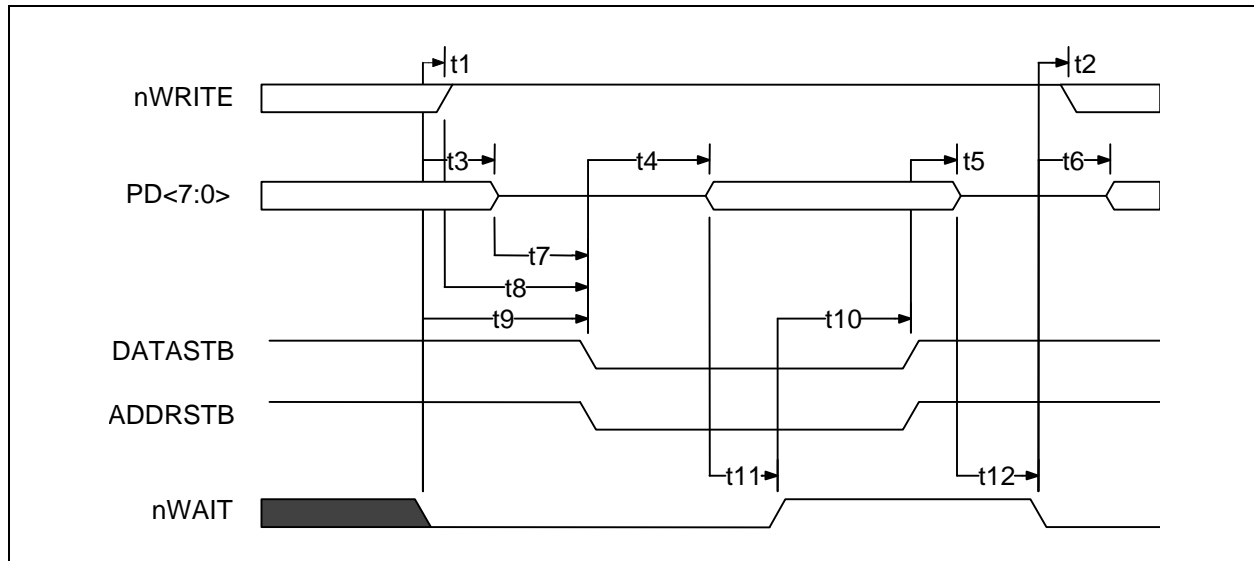 t1
t2
nWRITE
t3
t4
t5
t6
PD<7:0>
t7
t8
t9
t10
DATASTB
ADDRSTB
t11
t12
nWAIT